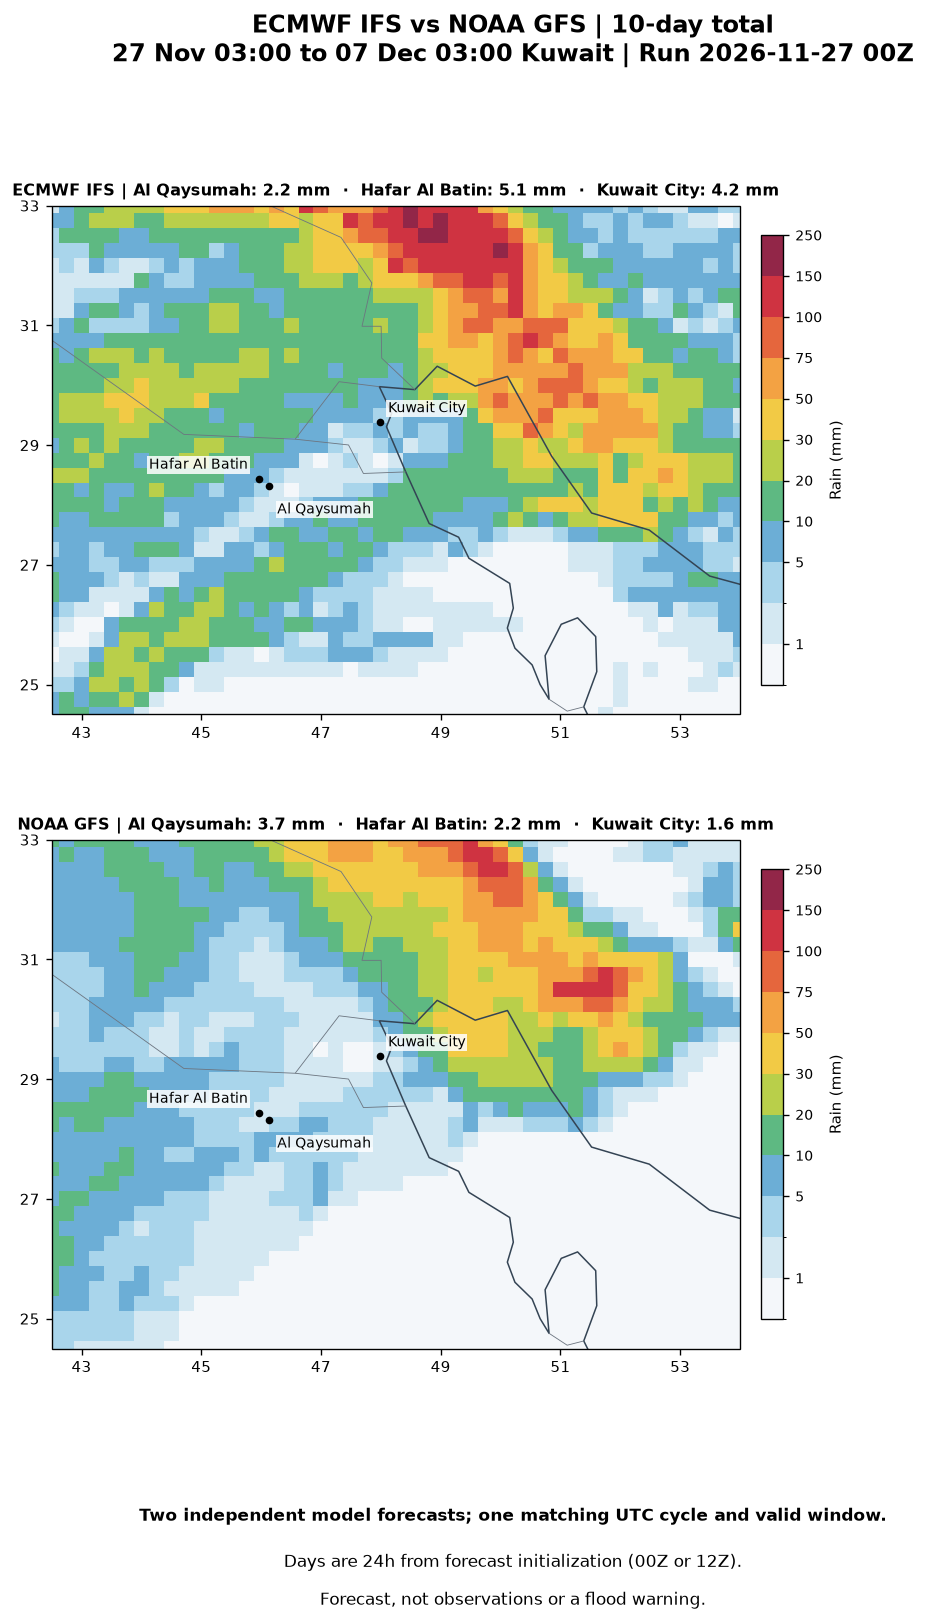 ECMWF IFS vs NOAA GFS | 10-day total
27 Nov 03:00 to 07 Dec 03:00 Kuwait | Run 2026-11-27 00Z
ECMWF IFS | Al Qaysumah: 2.2 mm · Hafar Al Batin: 5.1 mm · Kuwait City: 4.2 mm
33
31
29
27
25
43
45
47
49
51
53
Kuwait City
Hafar Al Batin
Al Qaysumah
250
150
100
75
50
30
20
10
5
1
Rain (mm)
NOAA GFS | Al Qaysumah: 3.7 mm · Hafar Al Batin: 2.2 mm · Kuwait City: 1.6 mm
33
31
29
27
25
43
45
47
49
51
53
Kuwait City
Hafar Al Batin
Al Qaysumah
250
150
100
75
50
30
20
10
5
1
Rain (mm)
Two independent model forecasts; one matching UTC cycle and valid window.
Days are 24h from forecast initialization (00Z or 12Z).
Forecast, not observations or a flood warning.